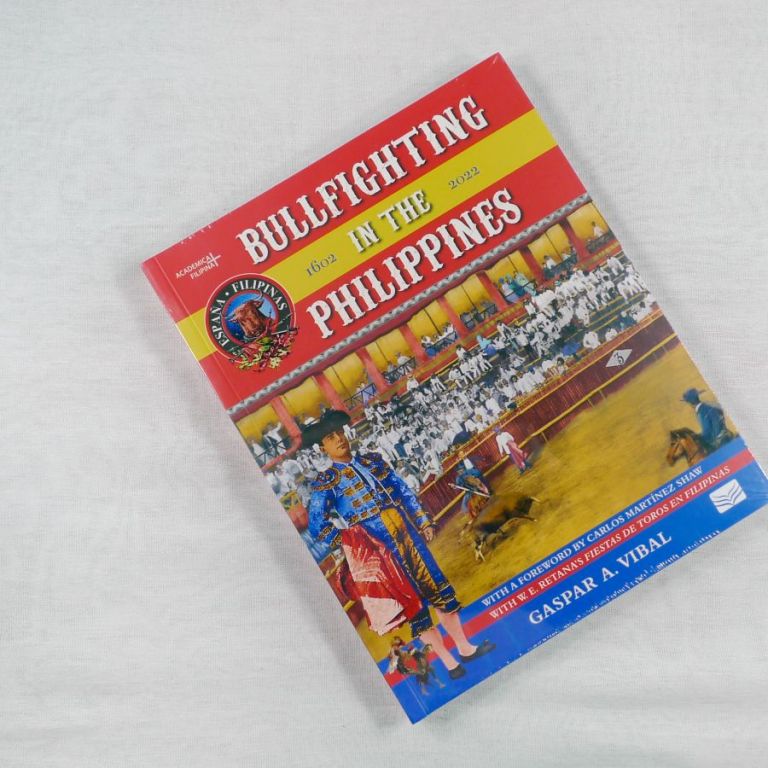 BULLFIGHTING
1602 IN THE 2022
PHILIPPINES
ACADEMICA
FILIPINA+
ESPAÑA · FILIPINAS
5
WITH A FOREWORD BY CARLOS MARTÍNEZ SHAW
WITH W. E. RETANA'S FIESTAS DE TOROS EN FILIPINAS
GASPAR A. VIBAL